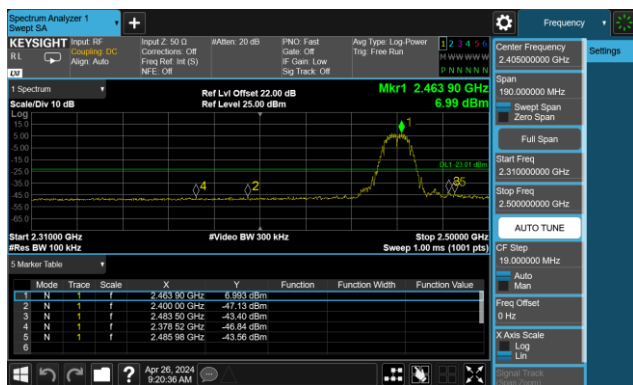 Spectrum Analyzer 1
Swept SA
Frequency
KEYSIGHT
RL
LXI
Input: RF
Coupling: DC
Align: Auto
Input Z: 50 Ω
Corrections: Off
Freq Ref: Int (S)
NFE: Off
#Atten: 20 dB
PNO: Fast
Gate: Off
IF Gain: Low
Sig Track: Off
Avg Type: Log-Power
Trig: Free Run
1 2 3 4 5 6
M W W W W W
P N N N N N
1 Spectrum
Scale/Div 10 dB
Ref Lvl Offset 22.00 dB
Ref Level 25.00 dBm
Mkr1 2.463 90 GHz
6.99 dBm
Log
15.0
5.00
-5.00
-15.0
-25.0
-35.0
-45.0
-55.0
-65.0
1
DL1 -23.01 dBm
4
2
5
Start 2.31000 GHz
#Res BW 100 kHz
#Video BW 300 kHz
Stop 2.50000 GHz
Sweep 1.00 ms (1001 pts)
5 Marker Table
Mode Trace Scale X Y Function Function Width Function Value
1 N 1 f 2.463 90 GHz 6.993 dBm
2 N 1 f 2.400 00 GHz -47.13 dBm
3 N 1 f 2.483 50 GHz -43.40 dBm
4 N 1 f 2.378 52 GHz -46.84 dBm
5 N 1 f 2.485 98 GHz -43.56 dBm
6
Apr 26, 2024
9:20:36 AM
Settings
Center Frequency
2.405000000 GHz
Span
190.000000 MHz
Swept Span
Zero Span
Full Span
Start Freq
2.310000000 GHz
Stop Freq
2.500000000 GHz
AUTO TUNE
CF Step
19.000000 MHz
Auto
Man
Freq Offset
0 Hz
X Axis Scale
Log
Lin
Signal Track
(Span Zoom)